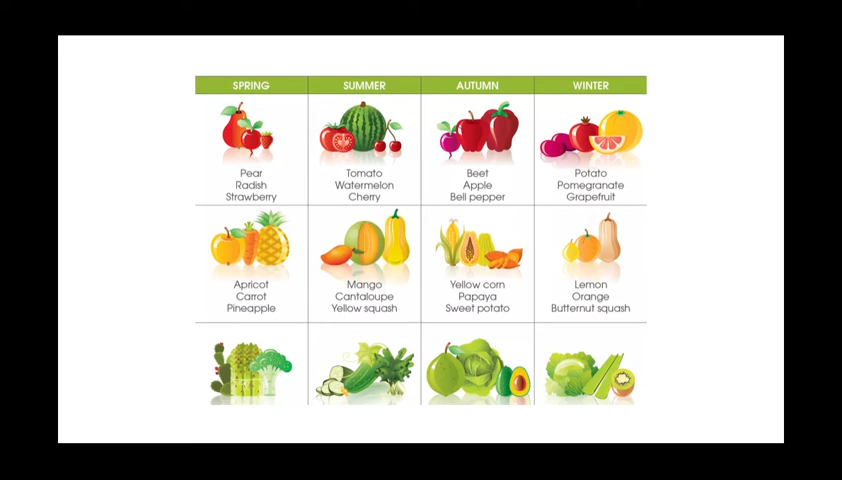 SPRING SUMMER AUTUMN WINTER
Pear
Radish
Strawberry
Tomato
Watermelon
Cherry
Beet
Apple
Bell pepper
Potato
Pomegranate
Grapefruit
Apricot
Carrot
Pineapple
Mango
Cantaloupe
Yellow squash
Yellow corn
Papaya
Sweet potato
Lemon
Orange
Butternut squash